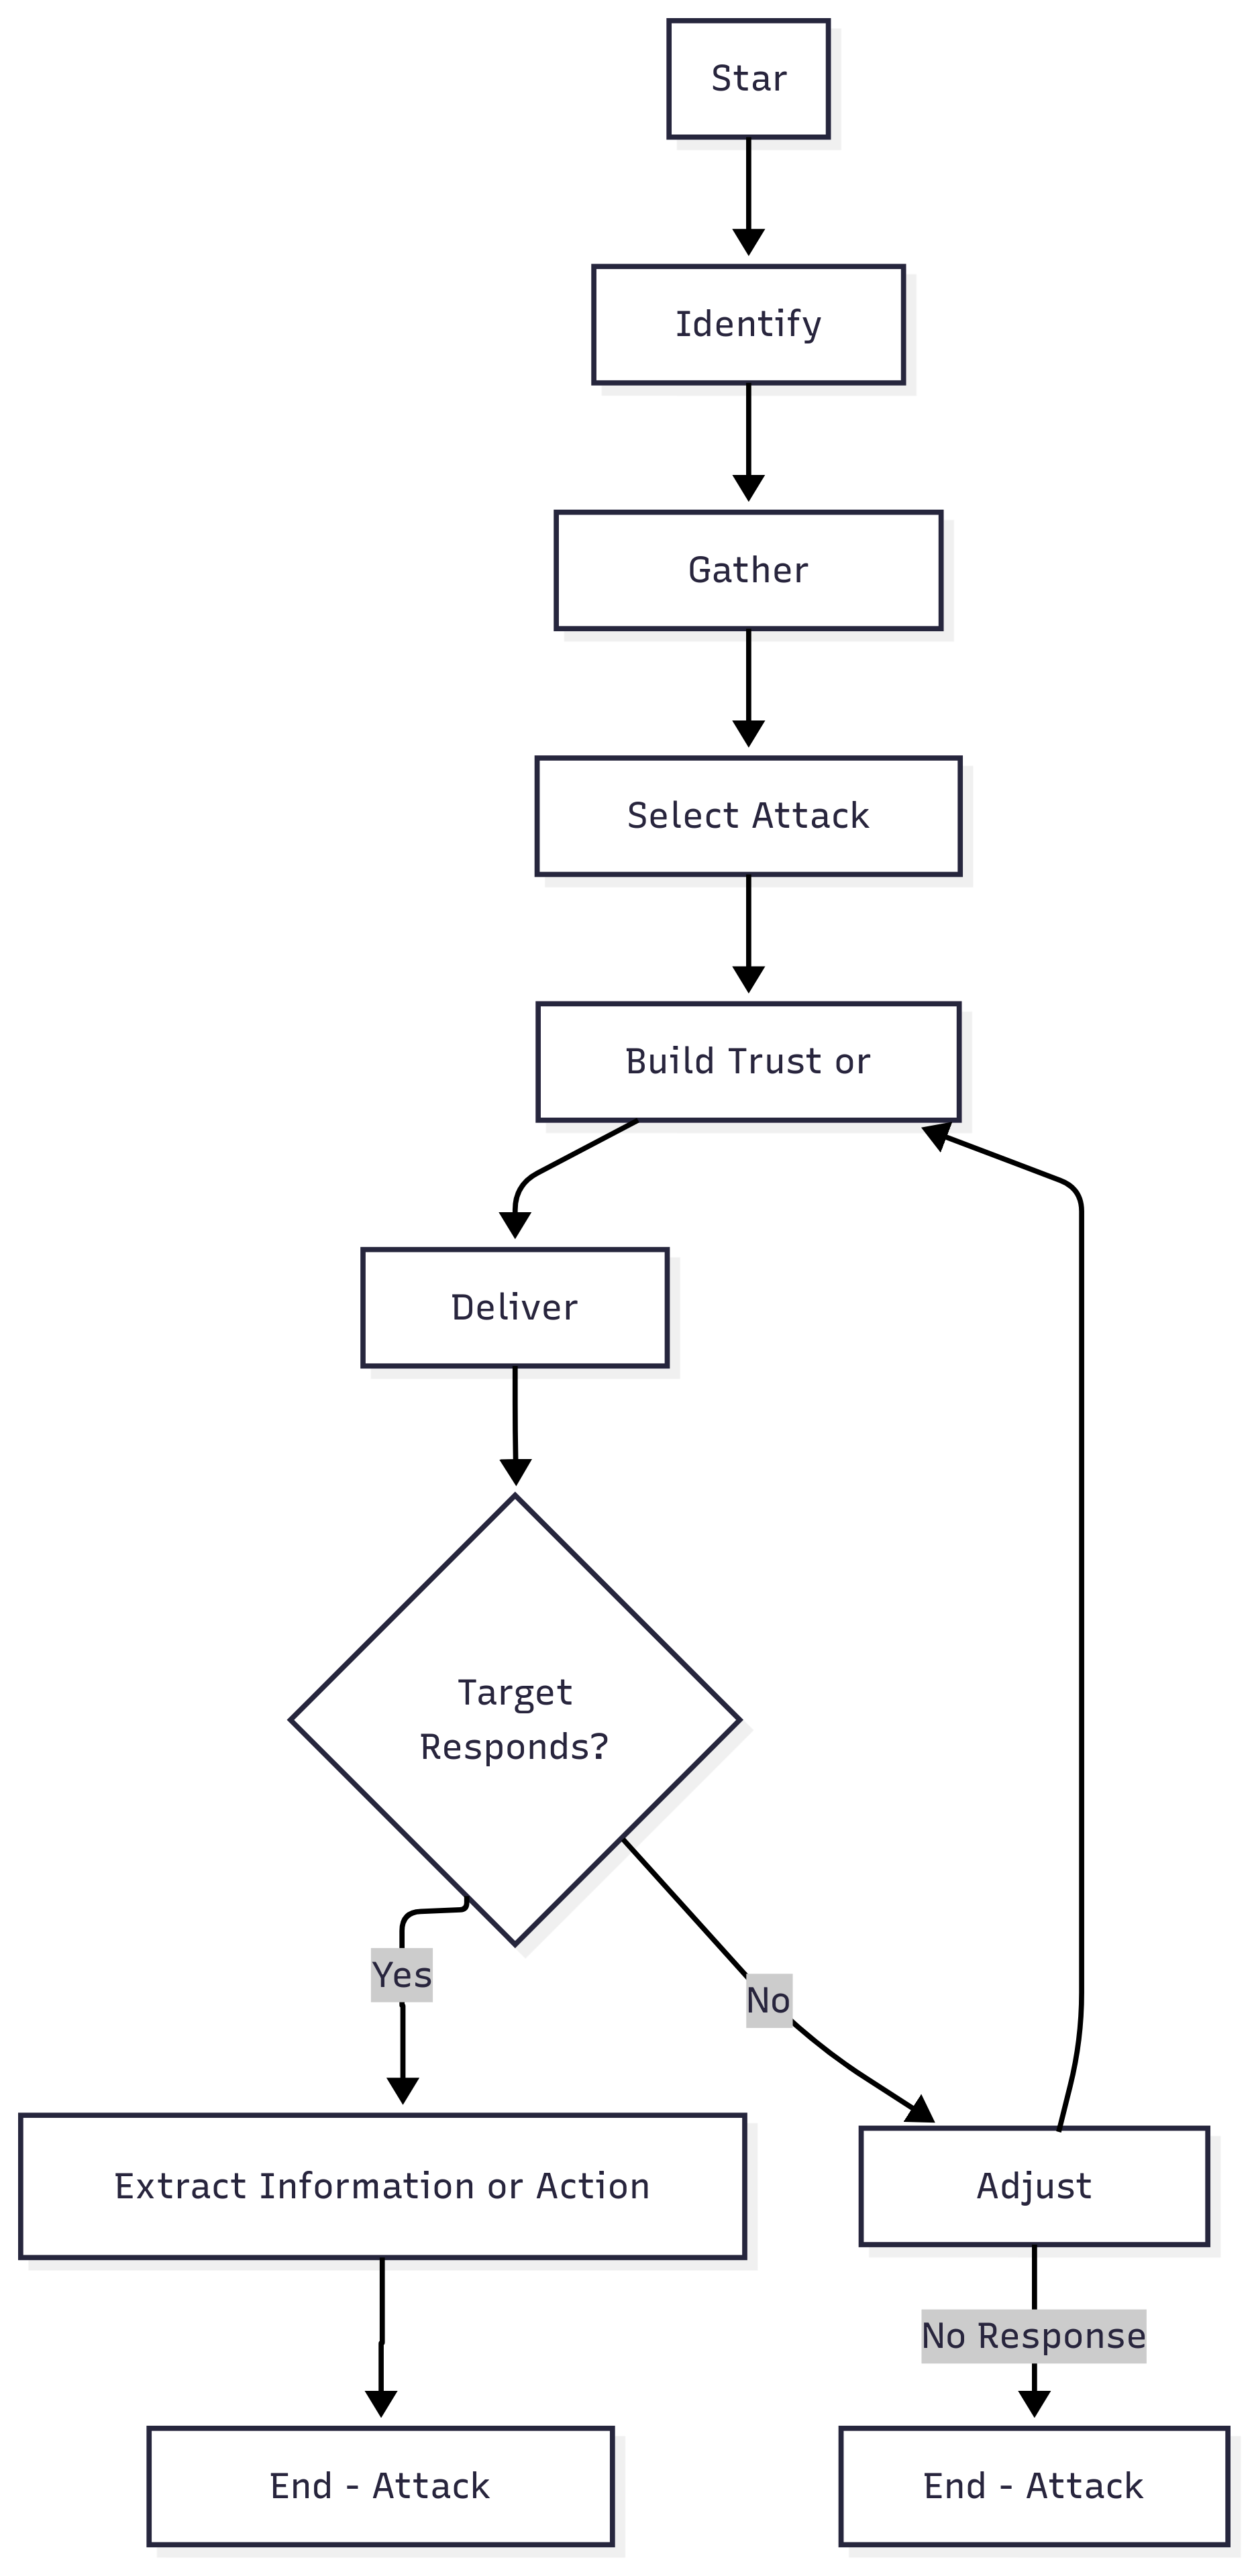 Star
Identify
Gather
Select Attack
Build Trust or
Deliver
Target
Responds?
Yes
No
Extract Information or Action
Adjust
No Response
End - Attack
End - Attack